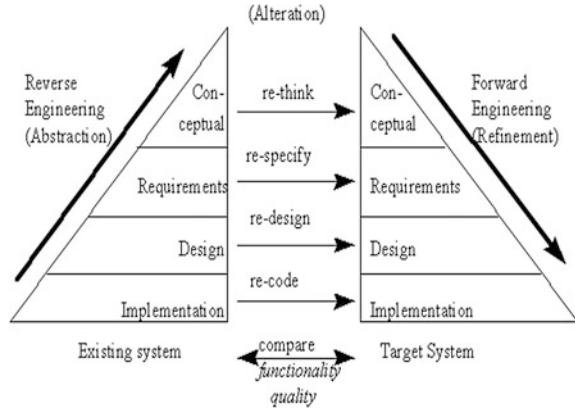 (Alteration)
Reverse
Engineering
(Abstraction)
Con-
ceptual
re-think
Con-
ceptual
Forward
Engineering
(Refinement)
re-specify
Requirements
Requirements
re-design
Design
Design
re-code
Implementation
Implementation
Existing system
compare
Target System
functionality
quality